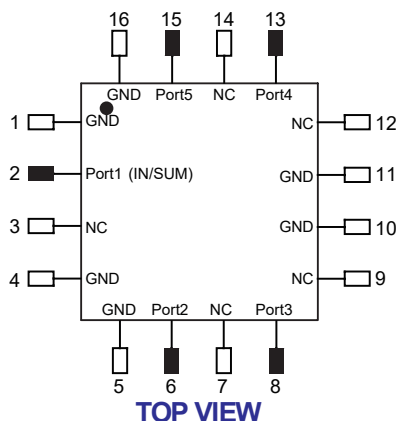 16 15 14 13
GND Port5 NC Port4
1 GND
NC 12
2 Port1 (IN/SUM)
GND 11
3 NC
GND 10
4 GND
NC 9
GND Port2 NC Port3
5 6 7 8
TOP VIEW